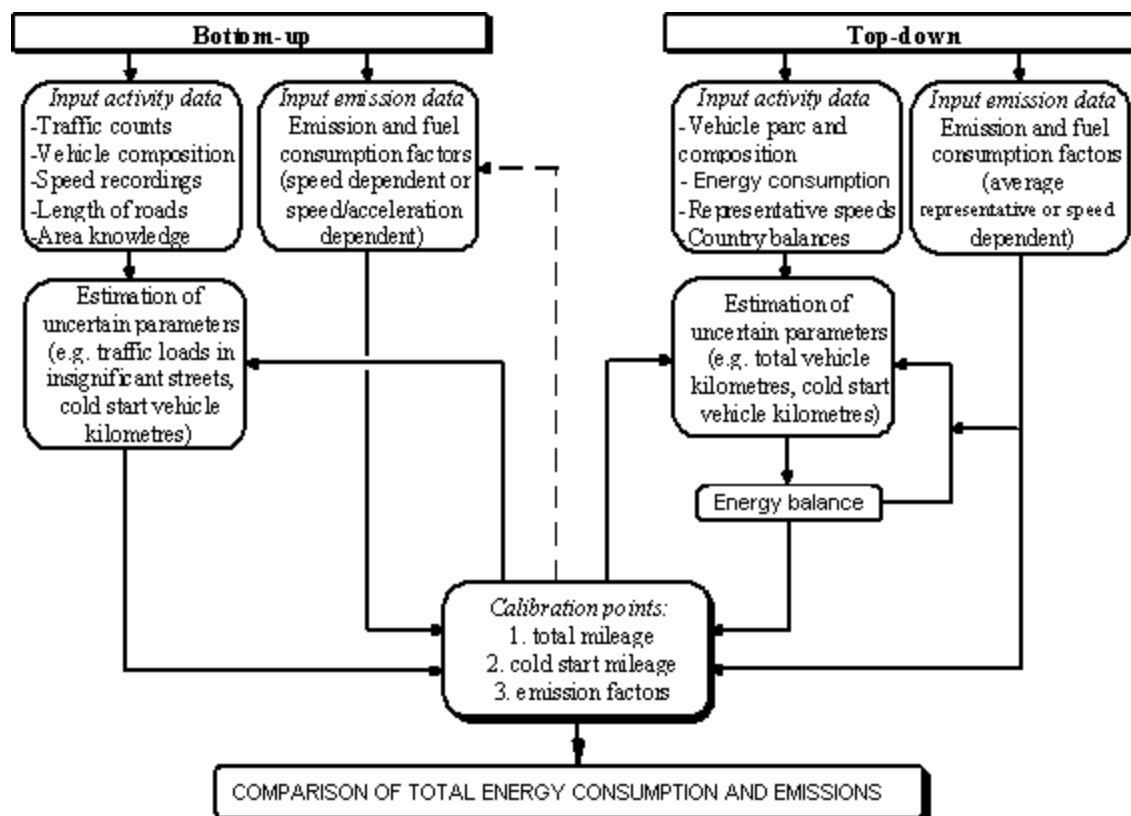 Bottom-up
Top-down
Input activity data
-Traffic counts
-Vehicle composition
-Speed recordings
-Length of roads
-Area knowledge
Input emission data
Emission and fuel
consumption factors
(speed dependent or
speed/acceleration
dependent)
Input activity data
- Vehicle parc and
composition
- Energy consumption
-Representative speeds
-Country balances
Input emission data
Emission and fuel
consumption factors
(average
representative or speed
dependent)
Estimation of
uncertain parameters
(e.g. traffic loads in
insignificant streets,
cold start vehicle
kilometres)
Estimation of
uncertain parameters
(e.g. total vehicle
kilometres, cold start
vehicle kilometres)
Energy balance
Calibration points:
1. total mileage
2. cold start mileage
3. emission factors
COMPARISON OF TOTAL ENERGY CONSUMPTION AND EMISSIONS